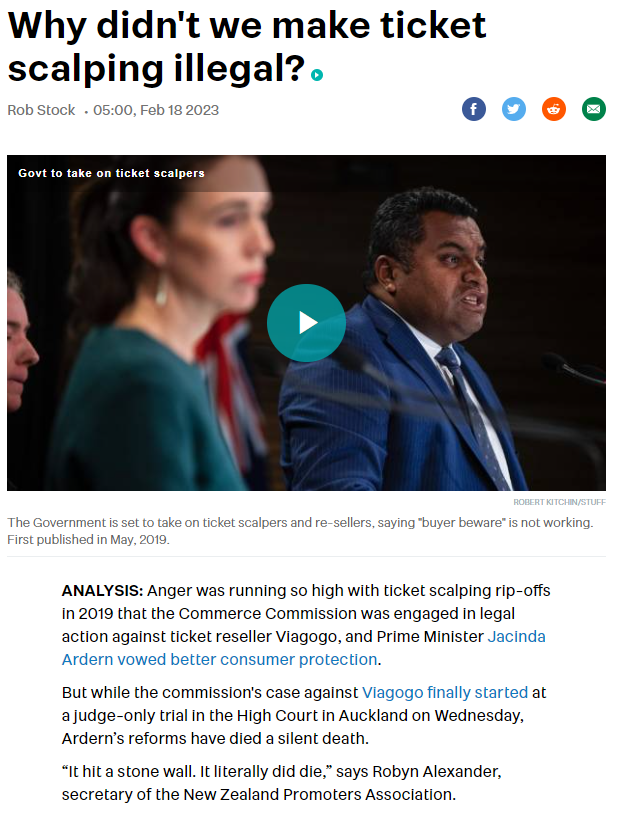 Why didn't we make ticket
scalping illegal?
Rob Stock • 05:00, Feb 18 2023
Govt to take on ticket scalpers
ROBERT KITCHIN/STUFF
The Government is set to take on ticket scalpers and re-sellers, saying "buyer beware" is not working.
First published in May, 2019.
ANALYSIS: Anger was running so high with ticket scalping rip-offs
in 2019 that the Commerce Commission was engaged in legal
action against ticket reseller Viagogo, and Prime Minister Jacinda
Ardern vowed better consumer protection.
But while the commission's case against Viagogo finally started at
a judge-only trial in the High Court in Auckland on Wednesday,
Ardern’s reforms have died a silent death.
“It hit a stone wall. It literally did die,” says Robyn Alexander,
secretary of the New Zealand Promoters Association.